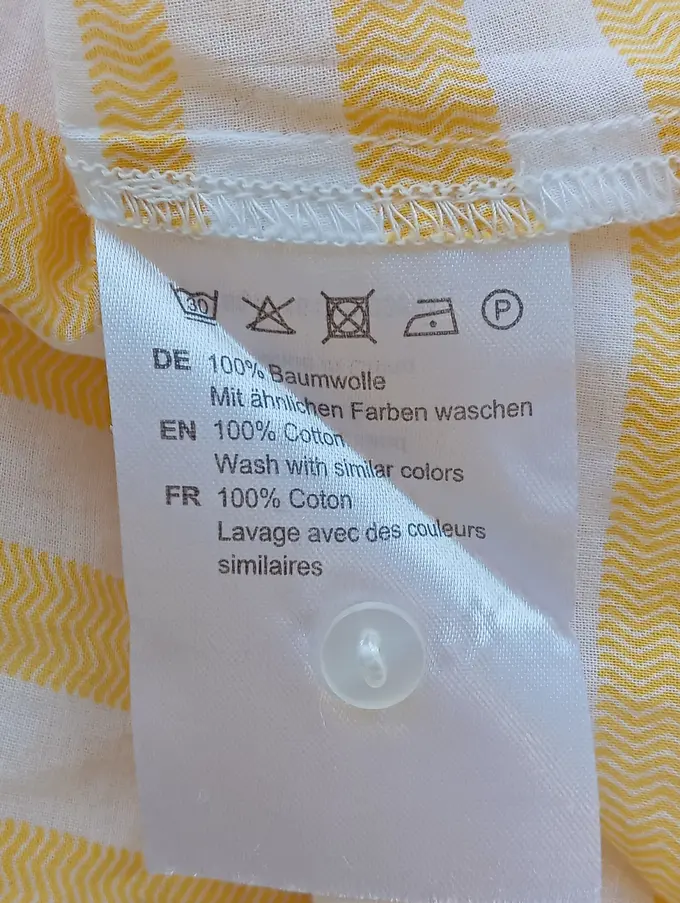 30 P
DE 100% Baumwolle
Mit ähnlichen Farben waschen
EN 100% Cotton
Wash with similar colors
FR 100% Coton
Lavage avec des couleurs
similaires